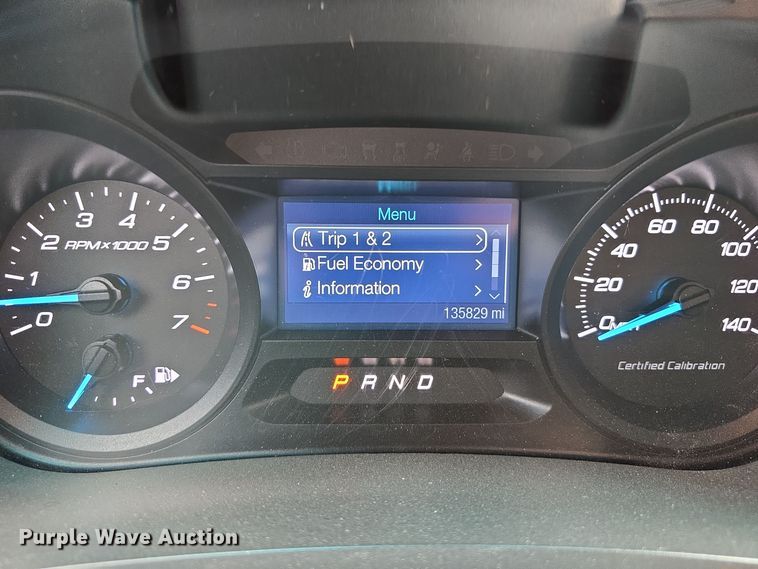 Menu
Trip 1 & 2
Fuel Economy
Information
135829 mi
P R N D
0 1 2 3 4 5 6 7
RPMx1000
F
0 20 40 60 80 100 120 140
Certified Calibration
Purple Wave Auction